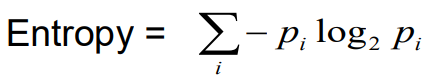 Entropy = ∑ᵢ − pᵢ log₂ pᵢ